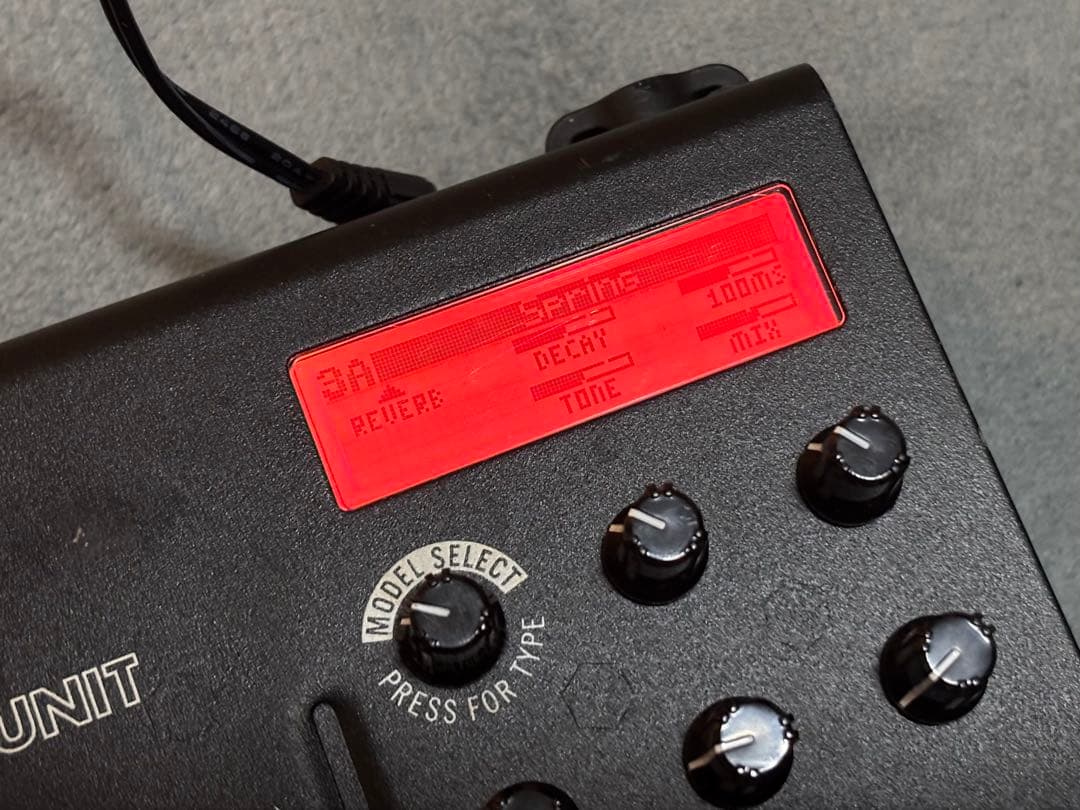 3A
SPRING
REVERB
DECAY
100MS
TONE
MIX
MODEL SELECT
PRESS FOR TYPE
UNIT